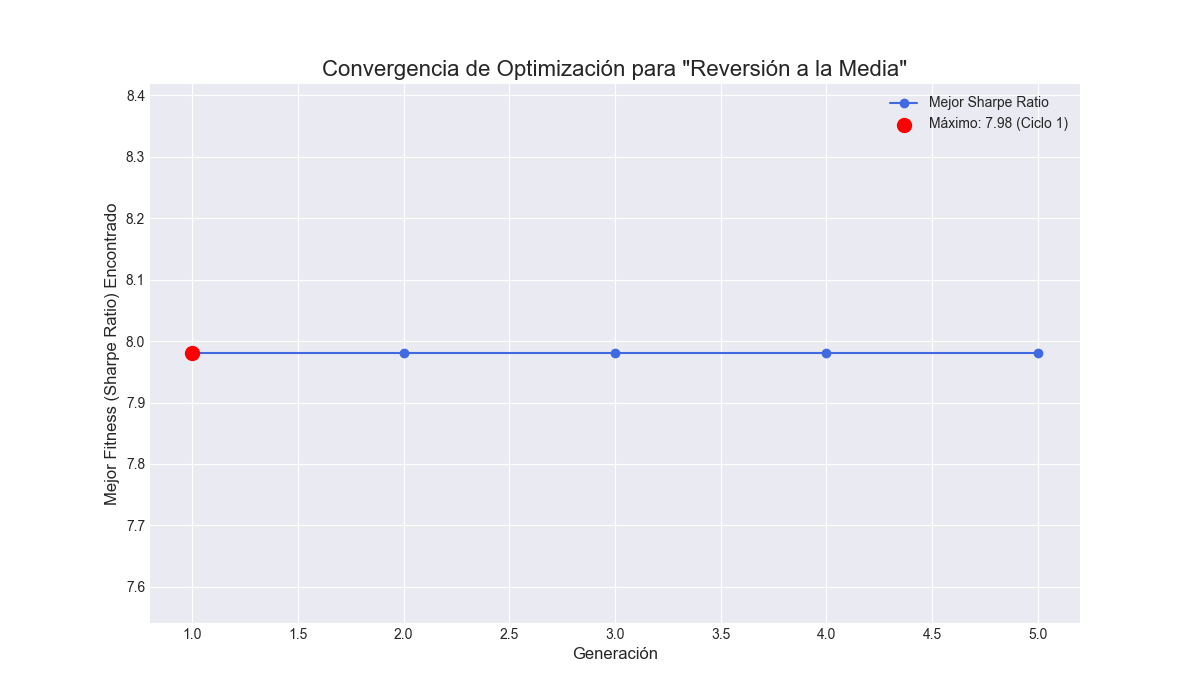 Convergencia de Optimización para "Reversión a la Media"
Mejor Sharpe Ratio
Máximo: 7.98 (Ciclo 1)
Mejor Fitness (Sharpe Ratio) Encontrado
8.4
8.3
8.2
8.1
8.0
7.9
7.8
7.7
7.6
1.0 1.5 2.0 2.5 3.0 3.5 4.0 4.5 5.0
Generación